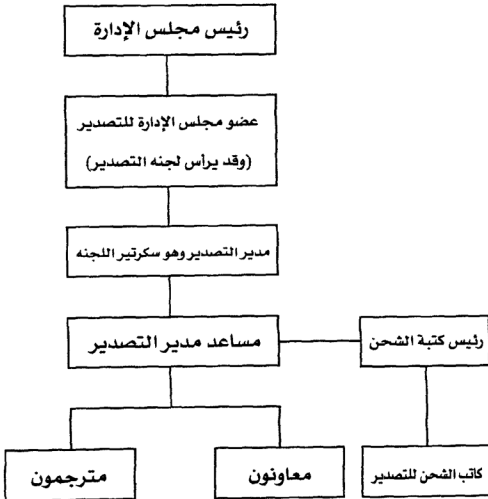 رئيس مجلس الإدارة
عضو مجلس الإدارة للتصدير
(وقد يرأس لجنه التصدير)
مدير التصدير وهو سكرتير اللجنه
رئيس كتبة الشحن
مساعد مدير التصدير
كاتب الشحن للتصدير
معاونون
مترجمون